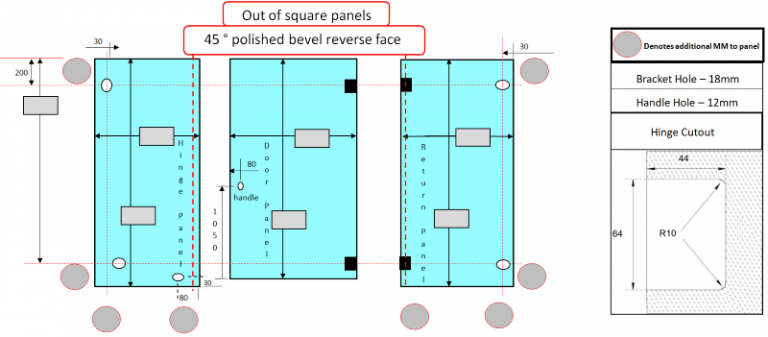 Out of square panels
45 ° polished bevel reverse face
30
30
200
Hinge Panel
Door Panel
Return Panel
80
handle
1050
30
80
Denotes additional MM to panel
Bracket Hole – 18mm
Handle Hole – 12mm
Hinge Cutout
44
64
R10